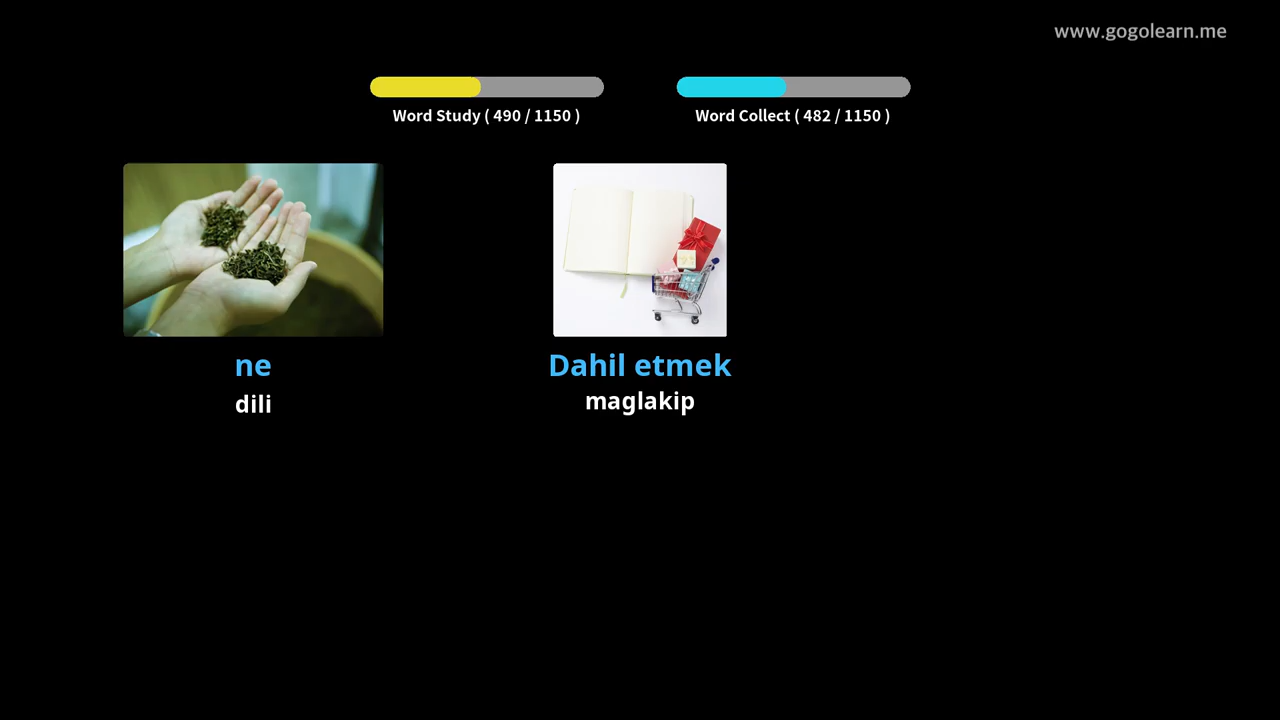 www.gogolearn.me
Word Study ( 490 / 1150 )
Word Collect ( 482 / 1150 )
ne
dili
Dahil etmek
maglakip